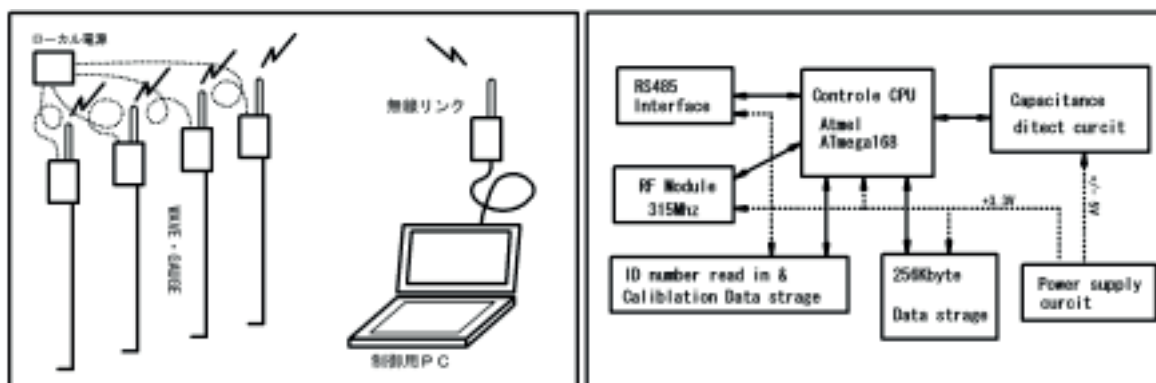 ローカル電源
無線リンク
WAVE・GAUGE
制御用ＰＣ
RS485
Interface
Controle CPU
Atmel
ATmega168
Capacitance
ditect curcit
RF Module
315Mhz
+3.3V
+/- 5V
ID number read in &
Caliblation Data strage
256Kbyte
Data strage
Power supply
curcit